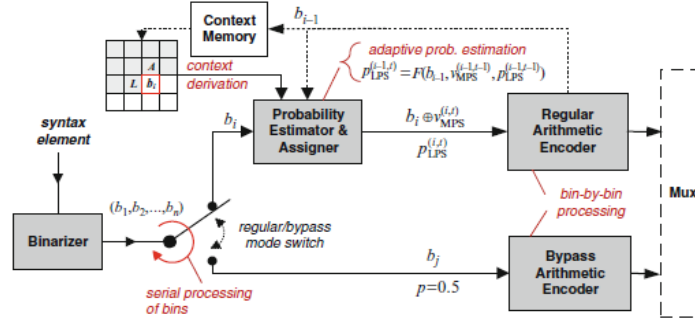 Context
Memory
b_{i–1}
A
L
b_i
context
derivation
adaptive prob. estimation
p_{LPS}^{(i–1,t)} = F(b_{i–1}, v_{MPS}^{(i–1,t–1)}, p_{LPS}^{(i–1,t–1)})
syntax
element
b_i
Probability
Estimator &
Assigner
b_i ⊕ v_{MPS}^{(i,t)}
p_{LPS}^{(i,t)}
Regular
Arithmetic
Encoder
Mux
(b_1,b_2,...,b_n)
Binarizer
regular/bypass
mode switch
bin-by-bin
processing
serial processing
of bins
b_j
p=0.5
Bypass
Arithmetic
Encoder